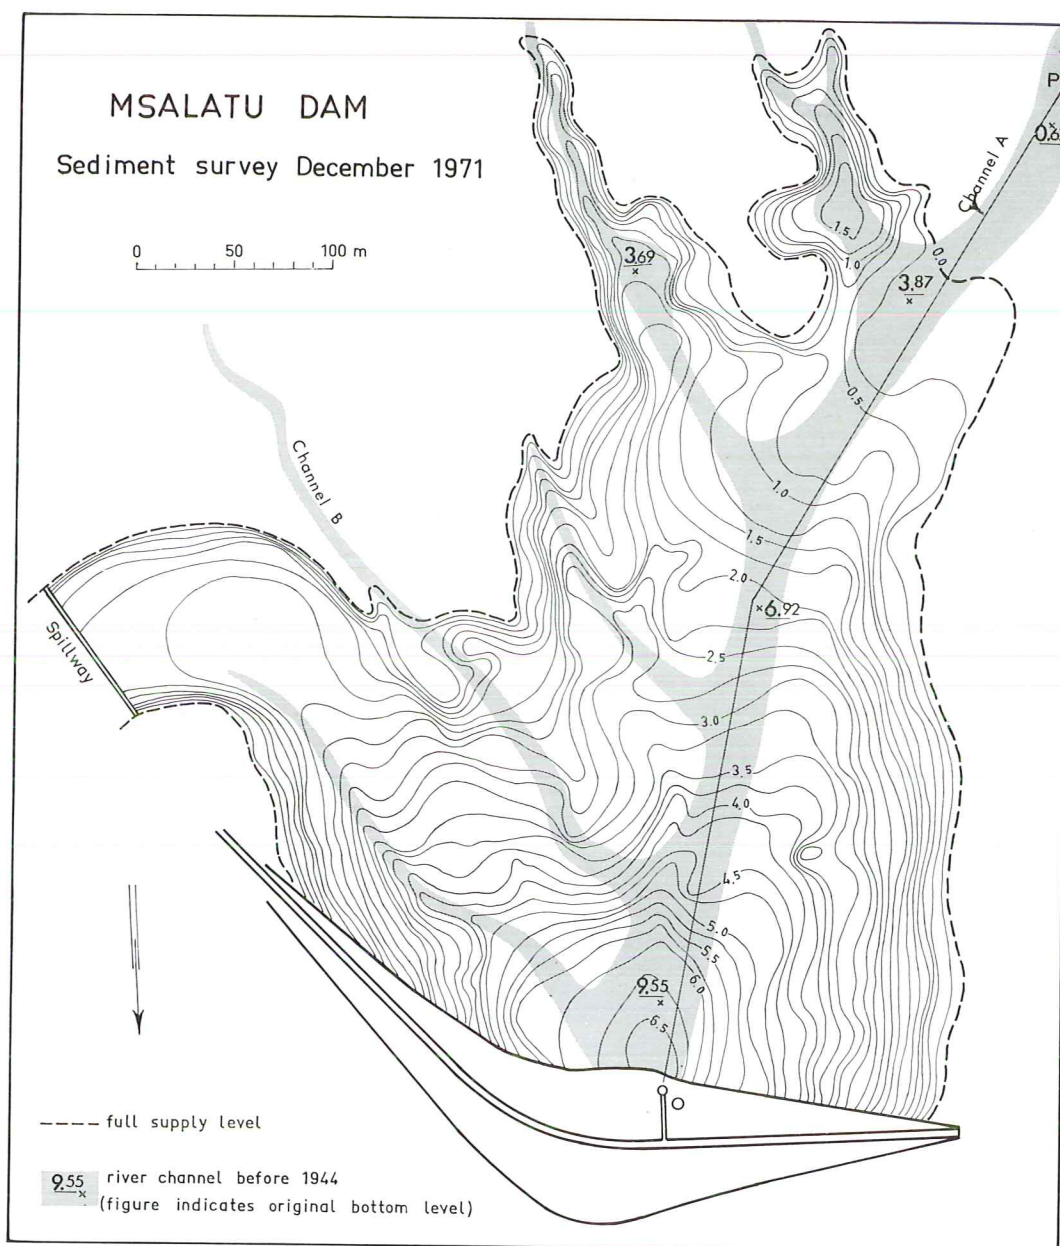 MSALATU DAM
Sediment survey December 1971
0 50 100 m
P
0.6
Channel A
0.0
3.69
3.87
1.5
1.0
0.5
Channel B
1.0
1.5
2.0
6.92
2.5
Spillway
3.0
3.5
4.0
4.5
5.0
5.5
6.0
9.55
6.5
O
full supply level
9.55 river channel before 1944
(figure indicates original bottom level)